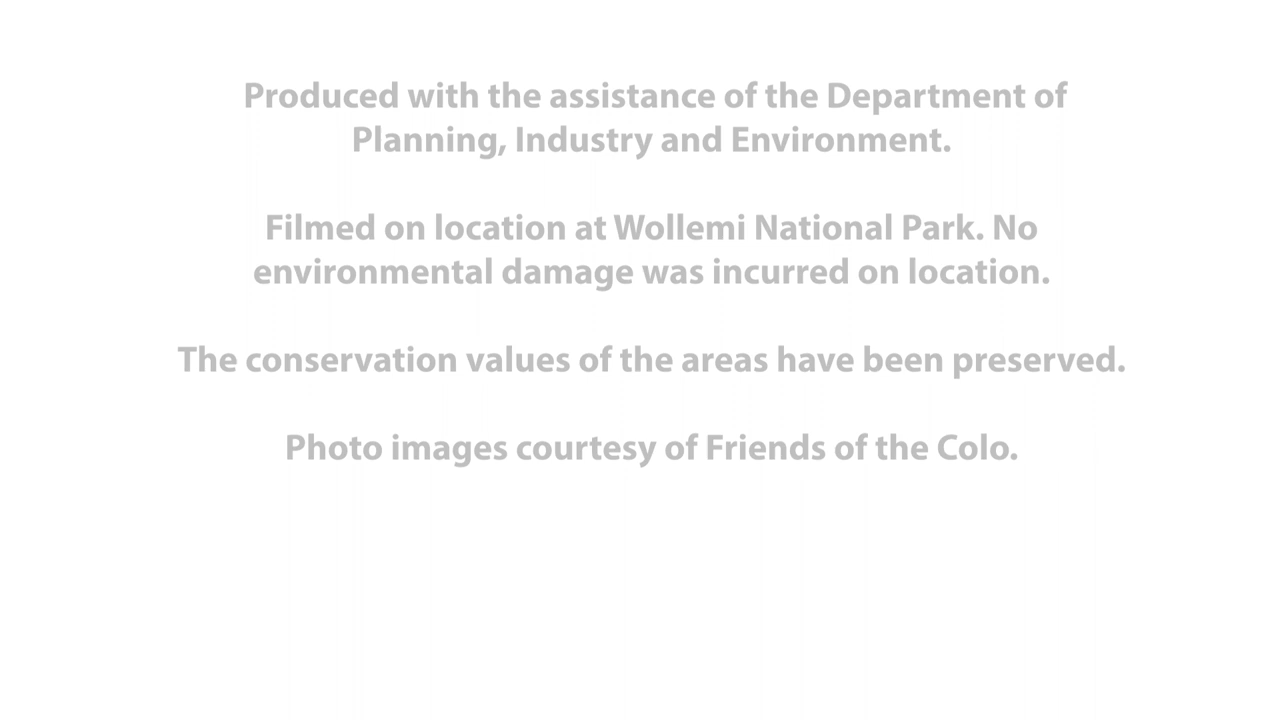 Produced with the assistance of the Department of
Planning, Industry and Environment.
Filmed on location at Wollemi National Park. No
environmental damage was incurred on location.
The conservation values of the areas have been preserved.
Photo images courtesy of Friends of the Colo.